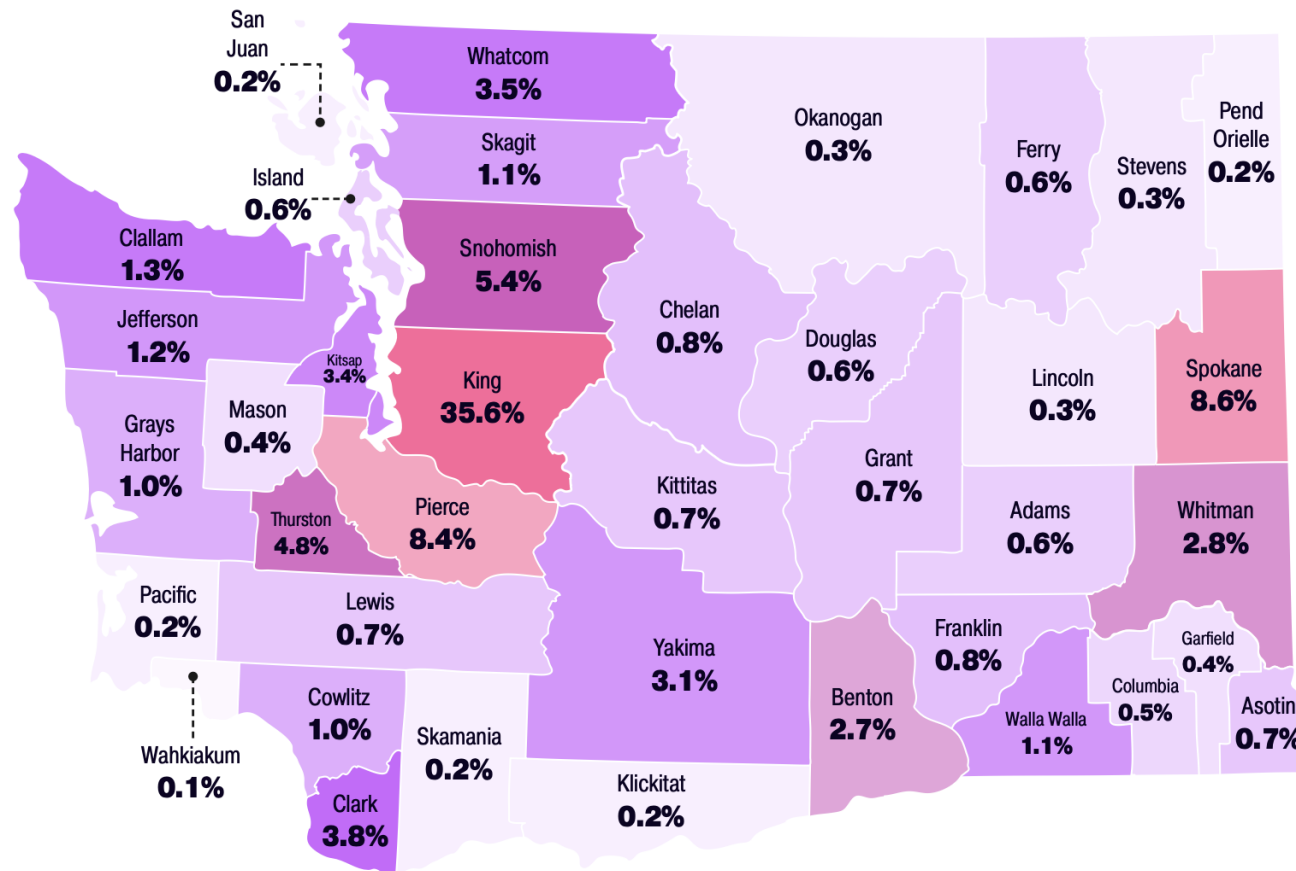 San
Juan
0.2%
Whatcom
3.5%
Skagit
1.1%
Island
0.6%
Okanogan
0.3%
Ferry
0.6%
Stevens
0.3%
Pend
Orielle
0.2%
Clallam
1.3%
Snohomish
5.4%
Jefferson
1.2%
Kitsap
3.4%
Chelan
0.8%
Douglas
0.6%
King
35.6%
Lincoln
0.3%
Spokane
8.6%
Mason
0.4%
Grays
Harbor
1.0%
Grant
0.7%
Kittitas
0.7%
Thurston
4.8%
Pierce
8.4%
Adams
0.6%
Whitman
2.8%
Pacific
0.2%
Lewis
0.7%
Yakima
3.1%
Franklin
0.8%
Garfield
0.4%
Columbia
0.5%
Asotin
0.7%
Benton
2.7%
Walla Walla
1.1%
Cowlitz
1.0%
Skamania
0.2%
Wahkiakum
0.1%
Klickitat
0.2%
Clark
3.8%